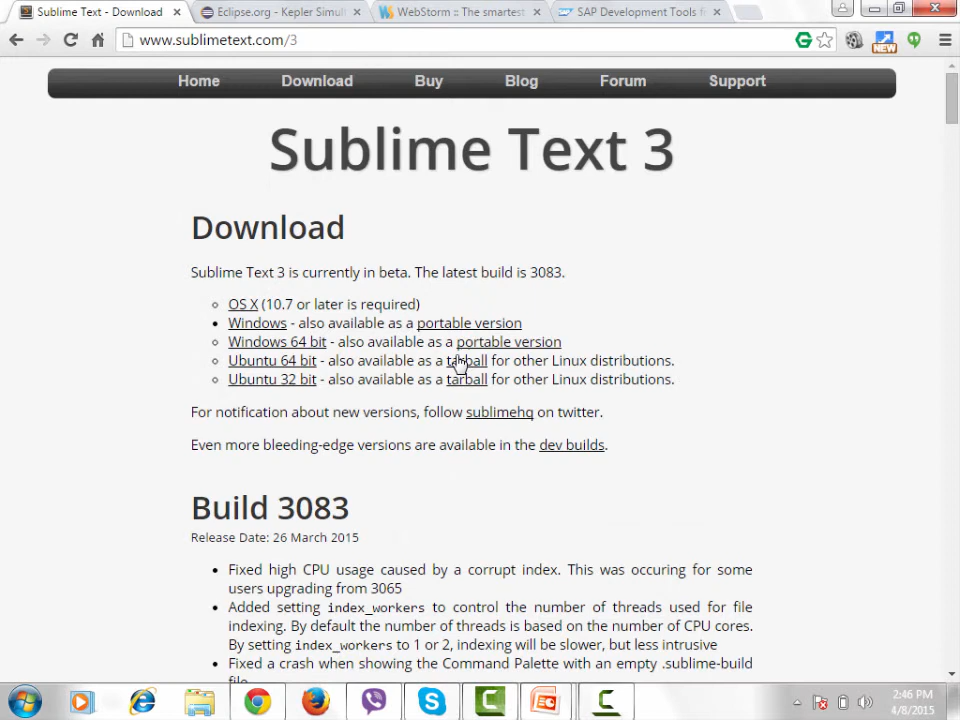 Sublime Text - Download
Eclipse.org - Kepler Simul
WebStorm :: The smartest
SAP Development Tools f
www.sublimetext.com/3
NEW
Home Download Buy Blog Forum Support
Sublime Text 3
Download
Sublime Text 3 is currently in beta. The latest build is 3083.
OS X (10.7 or later is required)
Windows - also available as a portable version
Windows 64 bit - also available as a portable version
Ubuntu 64 bit - also available as a tarball for other Linux distributions.
Ubuntu 32 bit - also available as a tarball for other Linux distributions.
For notification about new versions, follow sublimehq on twitter.
Even more bleeding-edge versions are available in the dev builds.
Build 3083
Release Date: 26 March 2015
Fixed high CPU usage caused by a corrupt index. This was occuring for some
users upgrading from 3065
Added setting index_workers to control the number of threads used for file
indexing. By default the number of threads is based on the number of CPU cores.
By setting index_workers to 1 or 2, indexing will be slower, but less intrusive
Fixed a crash when showing the Command Palette with an empty .sublime-build
file
2:46 PM
4/8/2015